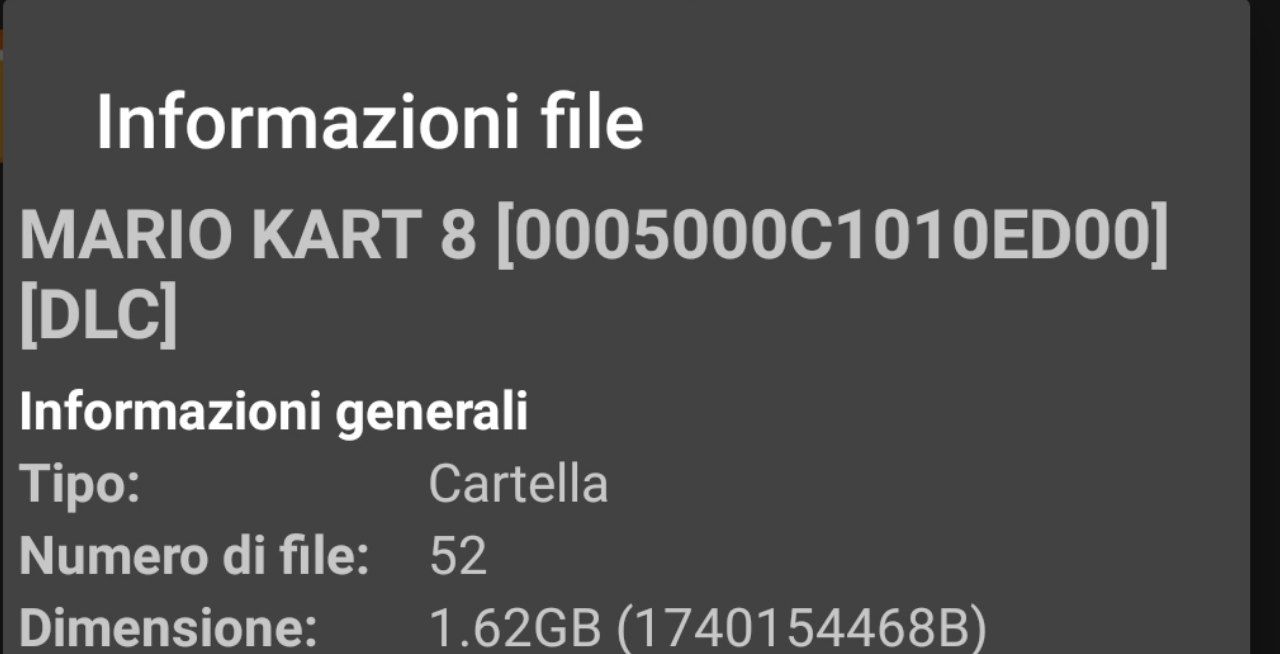 Informazioni file
MARIO KART 8 [0005000C1010ED00]
[DLC]
Informazioni generali
Tipo: Cartella
Numero di file: 52
Dimensione: 1.62GB (1740154468B)